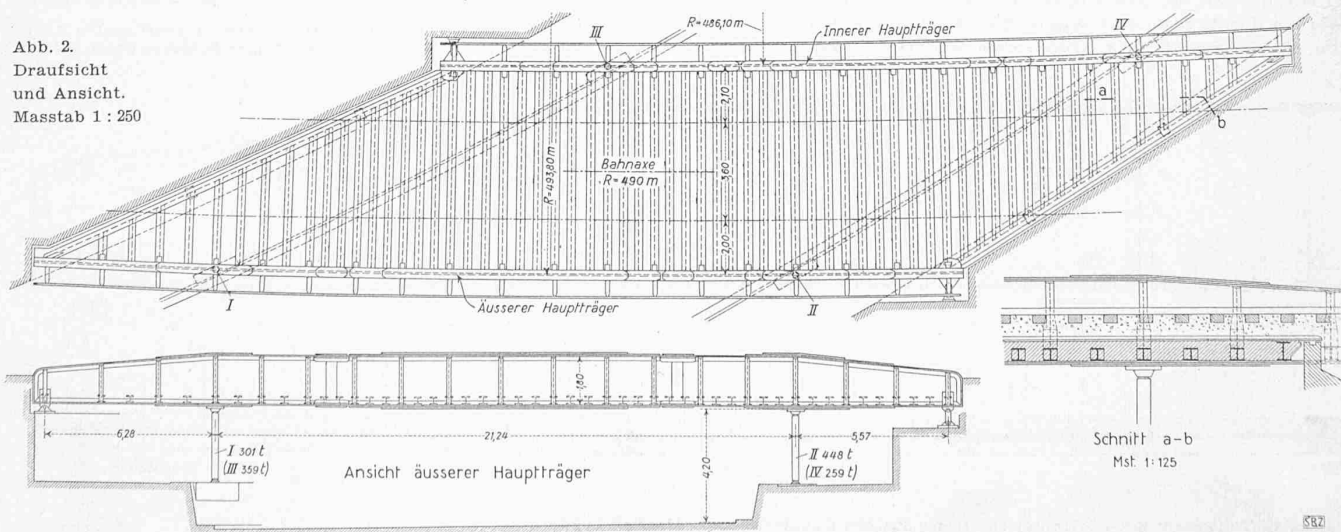 Abb. 2.
Draufsicht
und Ansicht.
Masstab 1 : 250
III
R=486,10 m
Innerer Hauptträger
IV
a
b
2,10
R=493,80 m
Bahnaxe
R=490 m
3,60
2,00
I
Äusserer Hauptträger
II
1,80
6,28
21,24
5,57
I 301 t
(III 359 t)
Ansicht äusserer Hauptträger
4,20
II 448 t
(IV 259 t)
Schnitt a-b
Mst. 1:125
SBZ